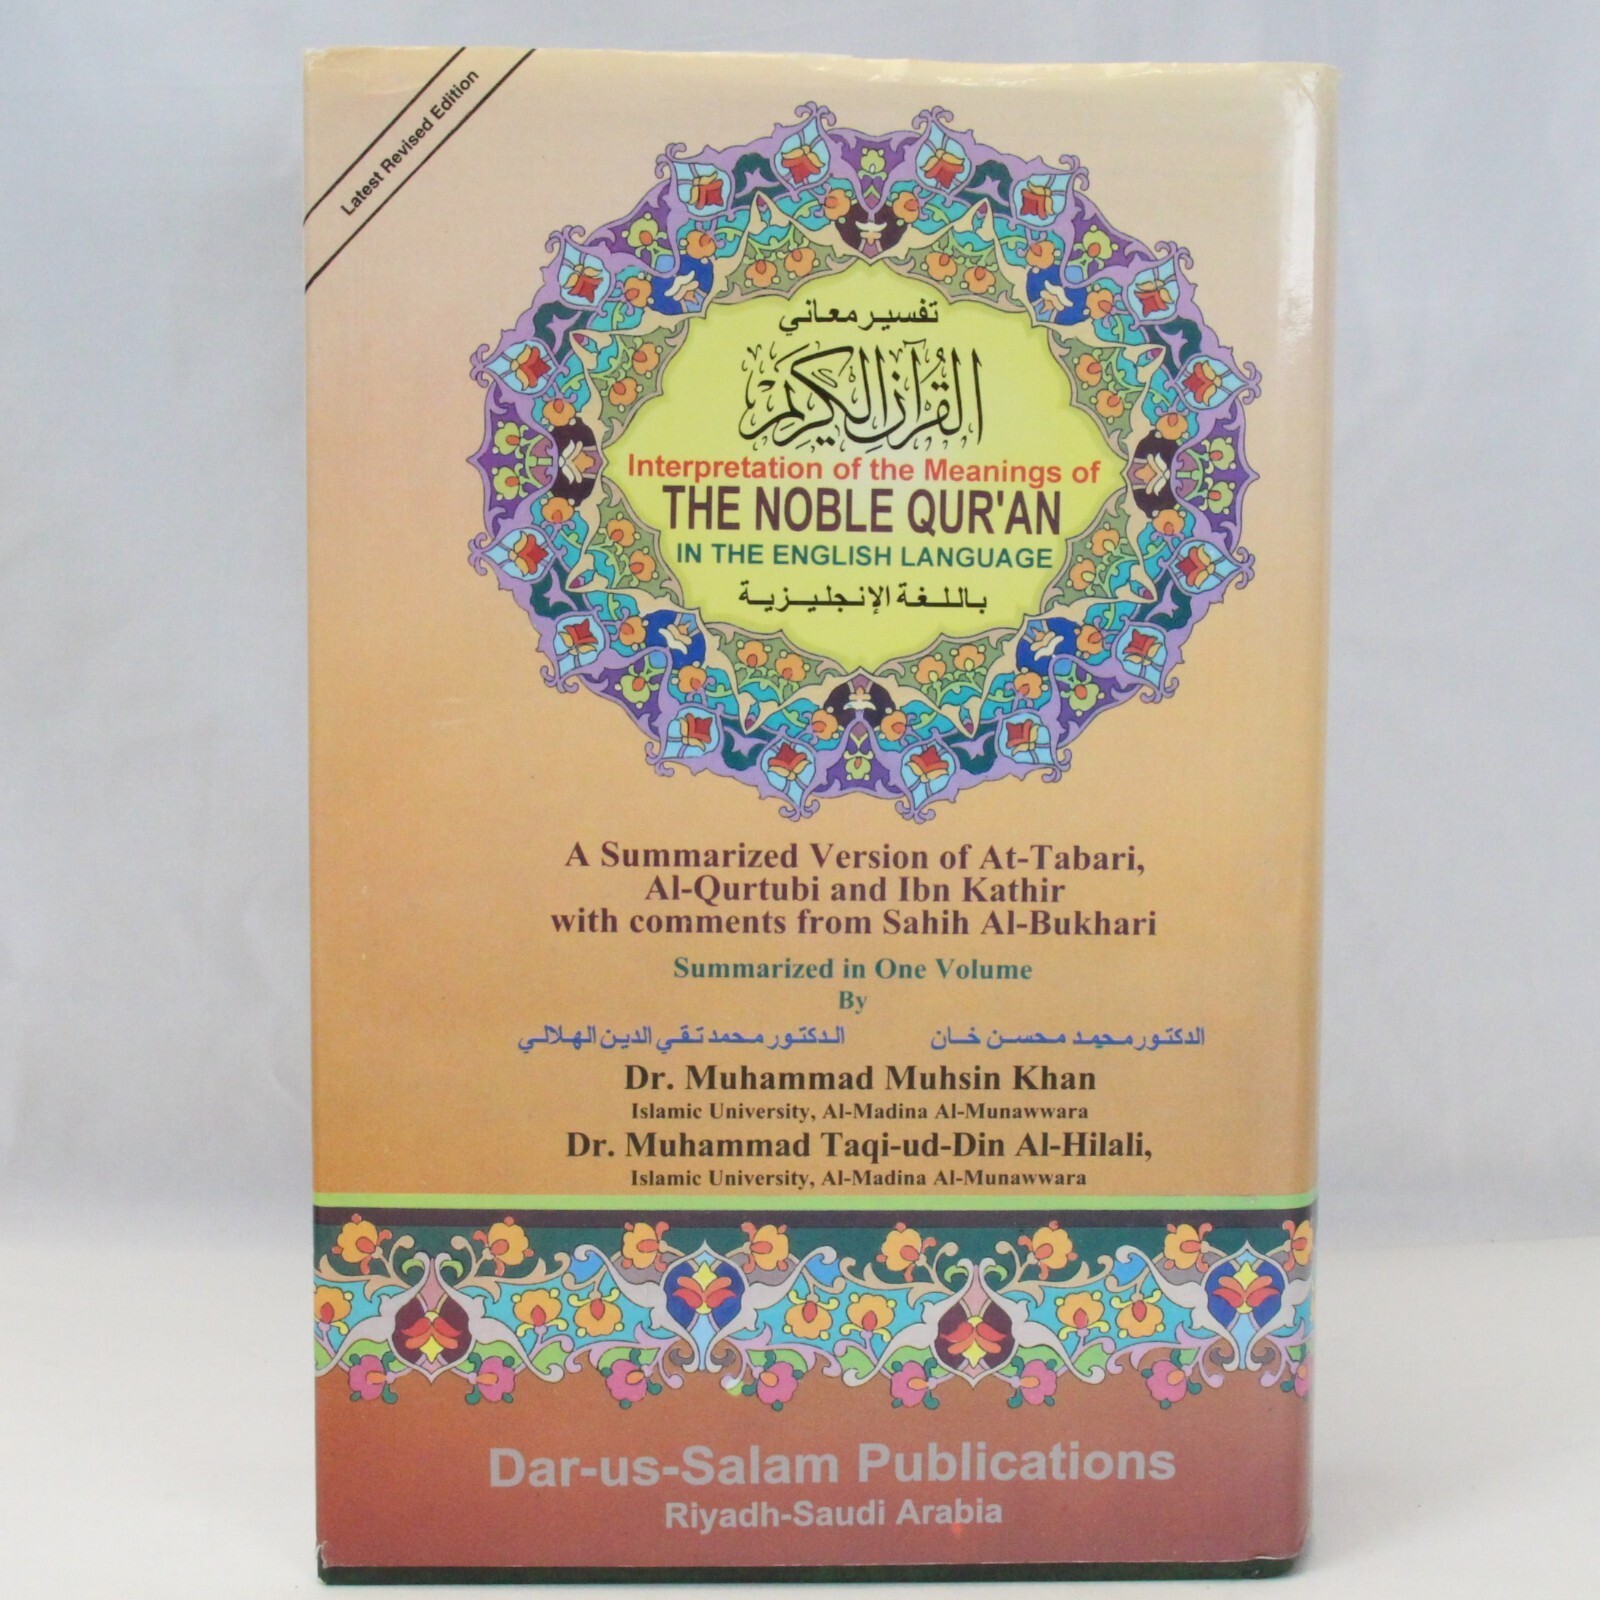 Latest Revised Edition
تفسير معاني
القرآن الكريم
Interpretation of the Meanings of
THE NOBLE QUR'AN
IN THE ENGLISH LANGUAGE
باللغة الإنجليزية
A Summarized Version of At-Tabari,
Al-Qurtubi and Ibn Kathir
with comments from Sahih Al-Bukhari
Summarized in One Volume
By
الدكتور محمد محسن خان الدكتور محمد تقي الدين الهلالي
Dr. Muhammad Muhsin Khan
Islamic University, Al-Madina Al-Munawwara
Dr. Muhammad Taqi-ud-Din Al-Hilali,
Islamic University, Al-Madina Al-Munawwara
Dar-us-Salam Publications
Riyadh-Saudi Arabia